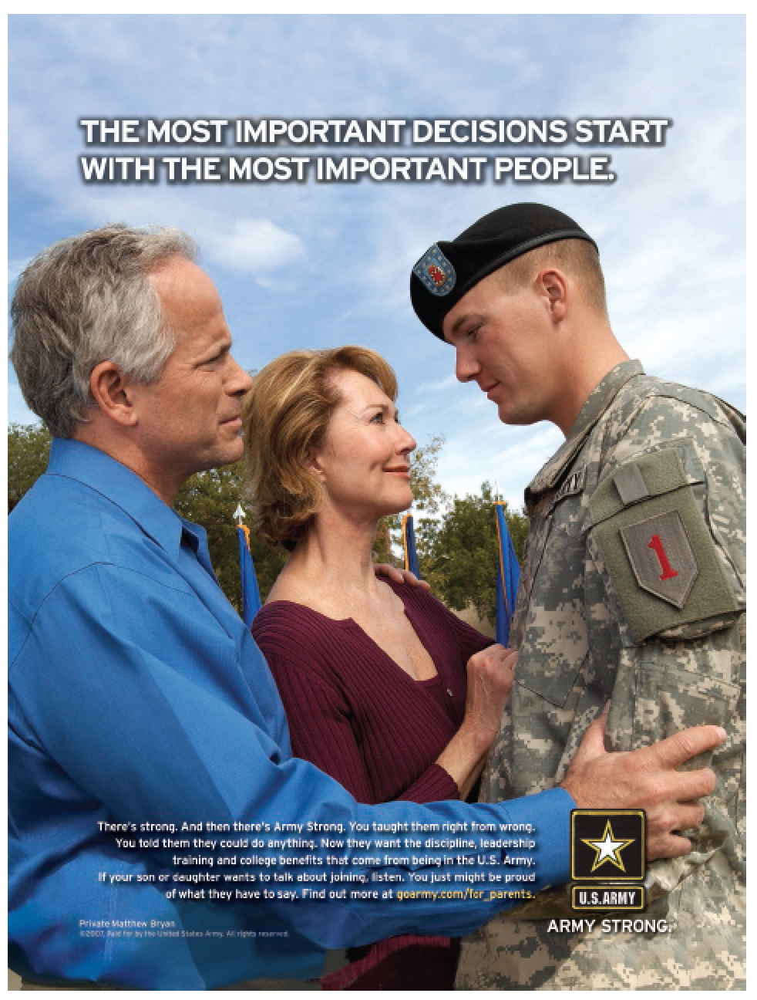 THE MOST IMPORTANT DECISIONS START
WITH THE MOST IMPORTANT PEOPLE.
1
There's strong. And then there's Army Strong. You taught them right from wrong.
You told them they could do anything. Now they want the discipline, leadership
training and college benefits that come from being in the U.S. Army.
If your son or daughter wants to talk about joining, listen. You just might be proud
of what they have to say. Find out more at goarmy.com/for_parents.
U.S.ARMY
ARMY STRONG.
Private Matthew Bryan
©2007. Paid for by the United States Army. All rights reserved.